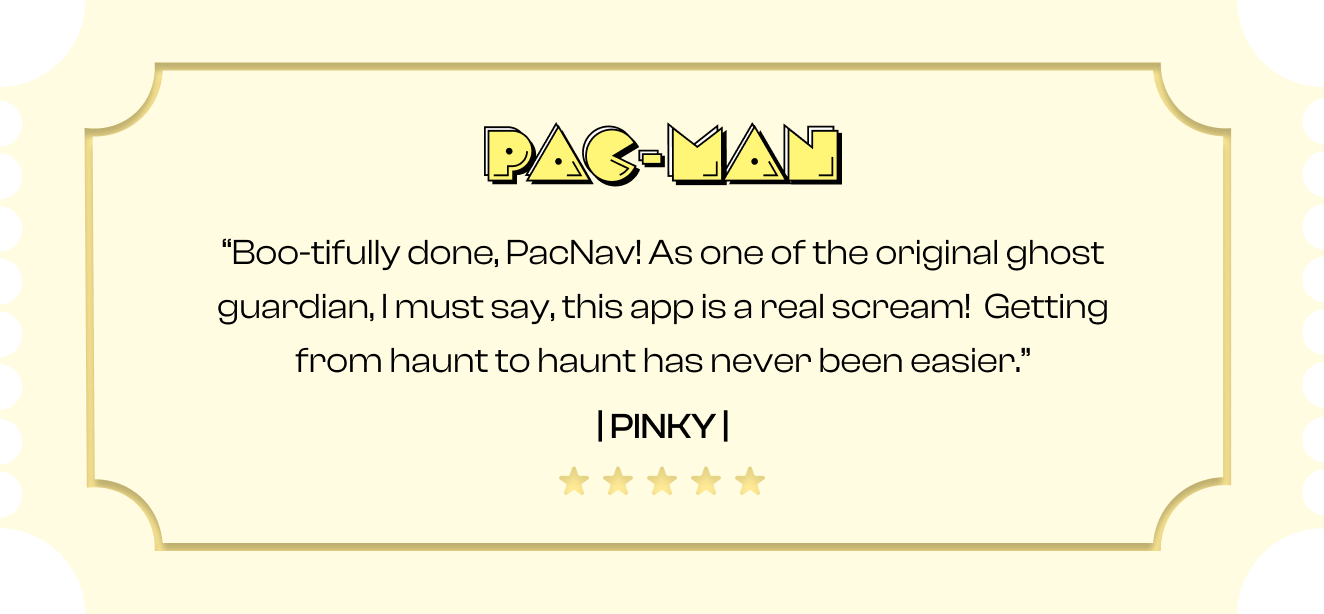 PAC-MAN
“Boo-tifully done, PacNav! As one of the original ghost
guardian, I must say, this app is a real scream!  Getting
from haunt to haunt has never been easier.”
| PINKY |